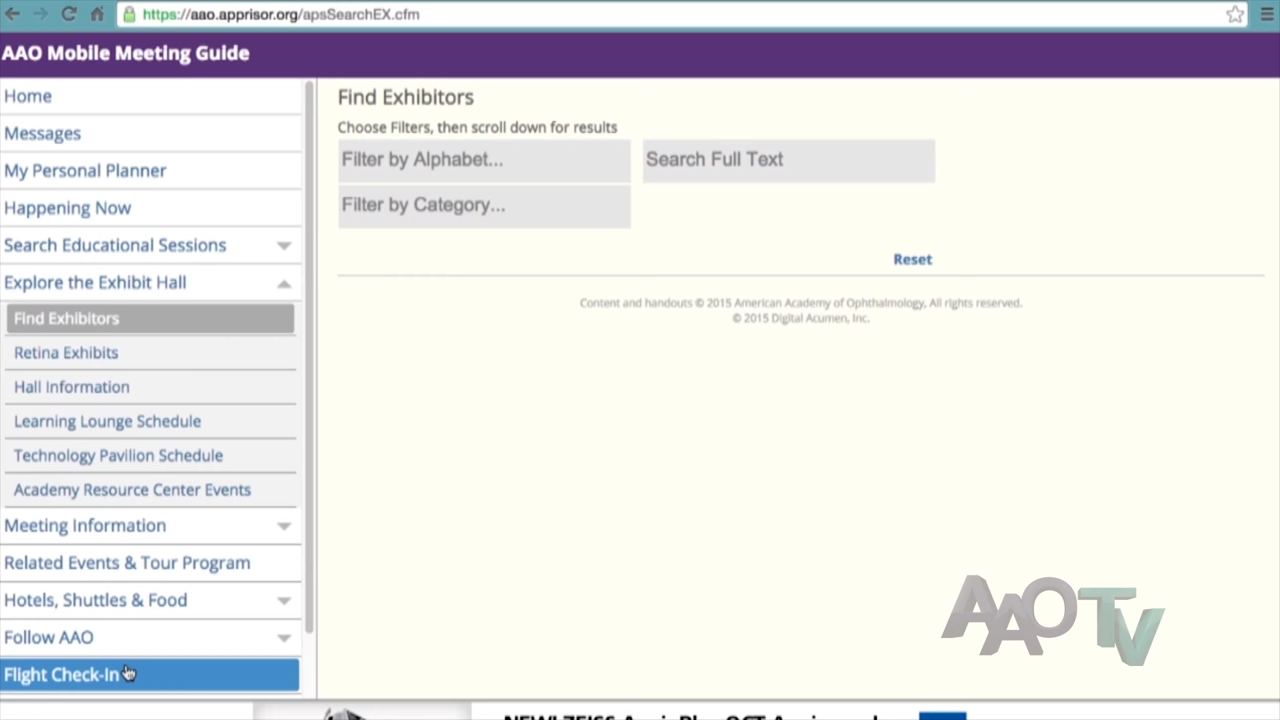 https://aao.apprisor.org/apsSearchEX.cfm
AAO Mobile Meeting Guide
Home
Messages
My Personal Planner
Happening Now
Search Educational Sessions
Explore the Exhibit Hall
Find Exhibitors
Retina Exhibits
Hall Information
Learning Lounge Schedule
Technology Pavilion Schedule
Academy Resource Center Events
Meeting Information
Related Events & Tour Program
Hotels, Shuttles & Food
Follow AAO
Flight Check-In
Find Exhibitors
Choose Filters, then scroll down for results
Filter by Alphabet...
Search Full Text
Filter by Category...
Reset
Content and handouts © 2015 American Academy of Ophthalmology, All rights reserved.
© 2015 Digital Acumen, Inc.
AAOTV